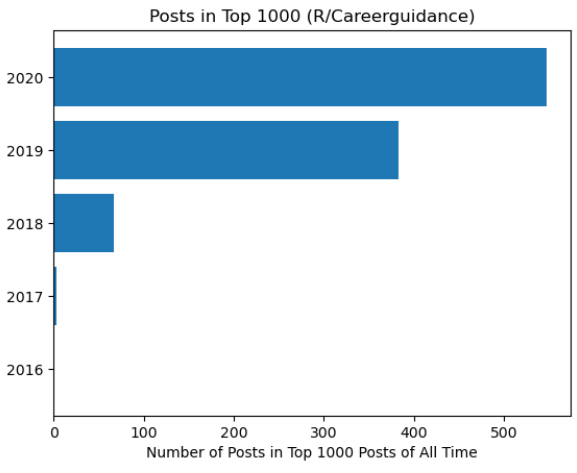 Posts in Top 1000 (R/Careerguidance)
2020
2019
2018
2017
2016
0 100 200 300 400 500
Number of Posts in Top 1000 Posts of All Time